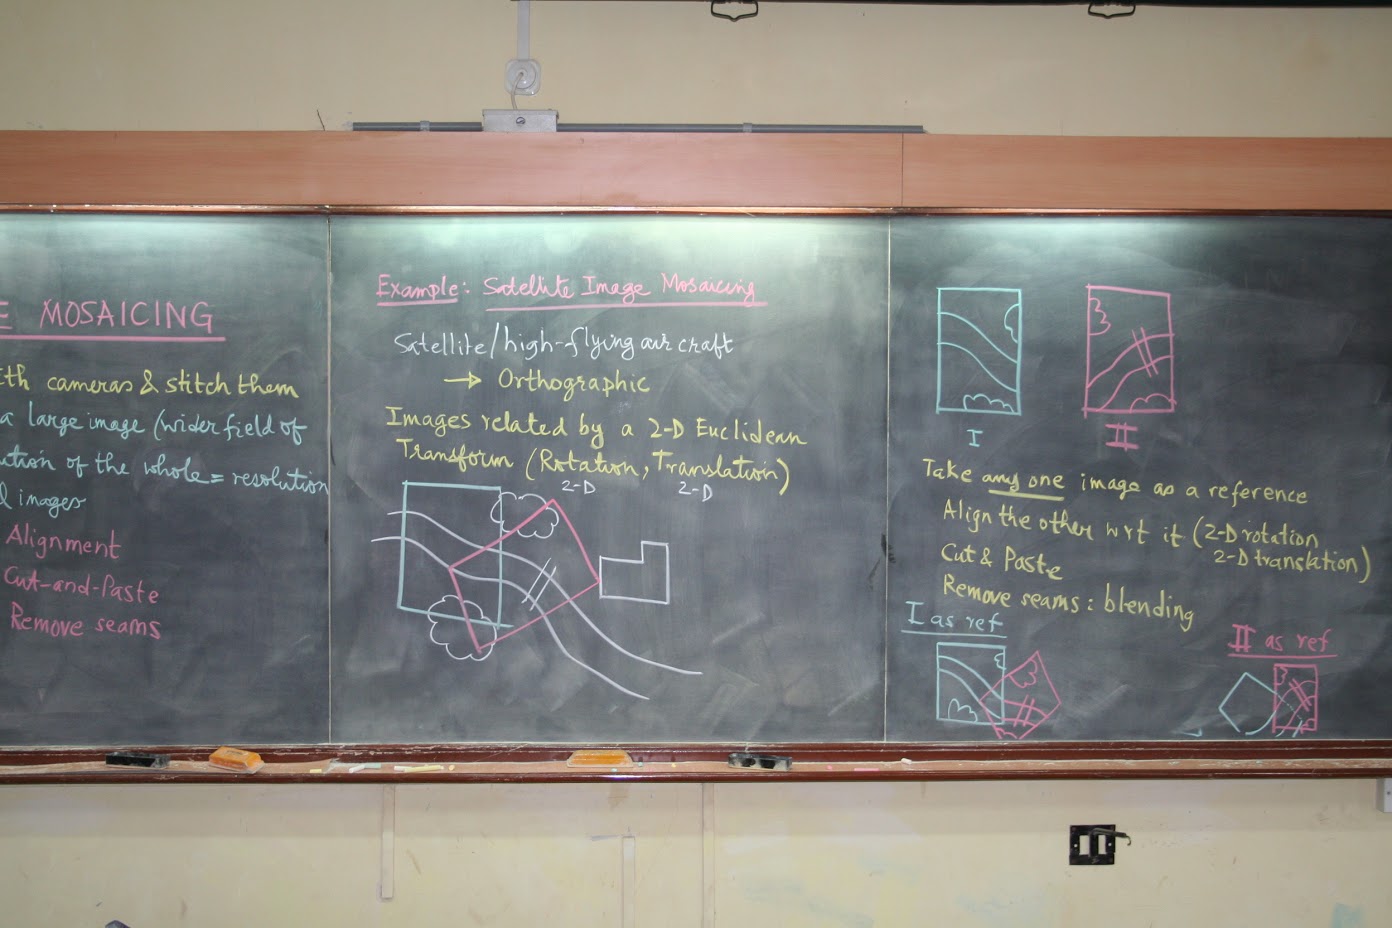 E MOSAICING
ith cameras & stitch them
a large image (wider field of
ution of the whole = resolution
images
Alignment
Cut-and-Paste
Remove seams
Example: Satellite Image Mosaicing
Satellite/high-flying air craft
→ Orthographic
Images related by a 2-D Euclidean
Transform (Rotation, Translation)
2-D 2-D
I II
Take any one image as a reference
Align the other wrt it (2-D rotation
2-D translation)
Cut & Paste
Remove seams: blending
I as ref
II as ref